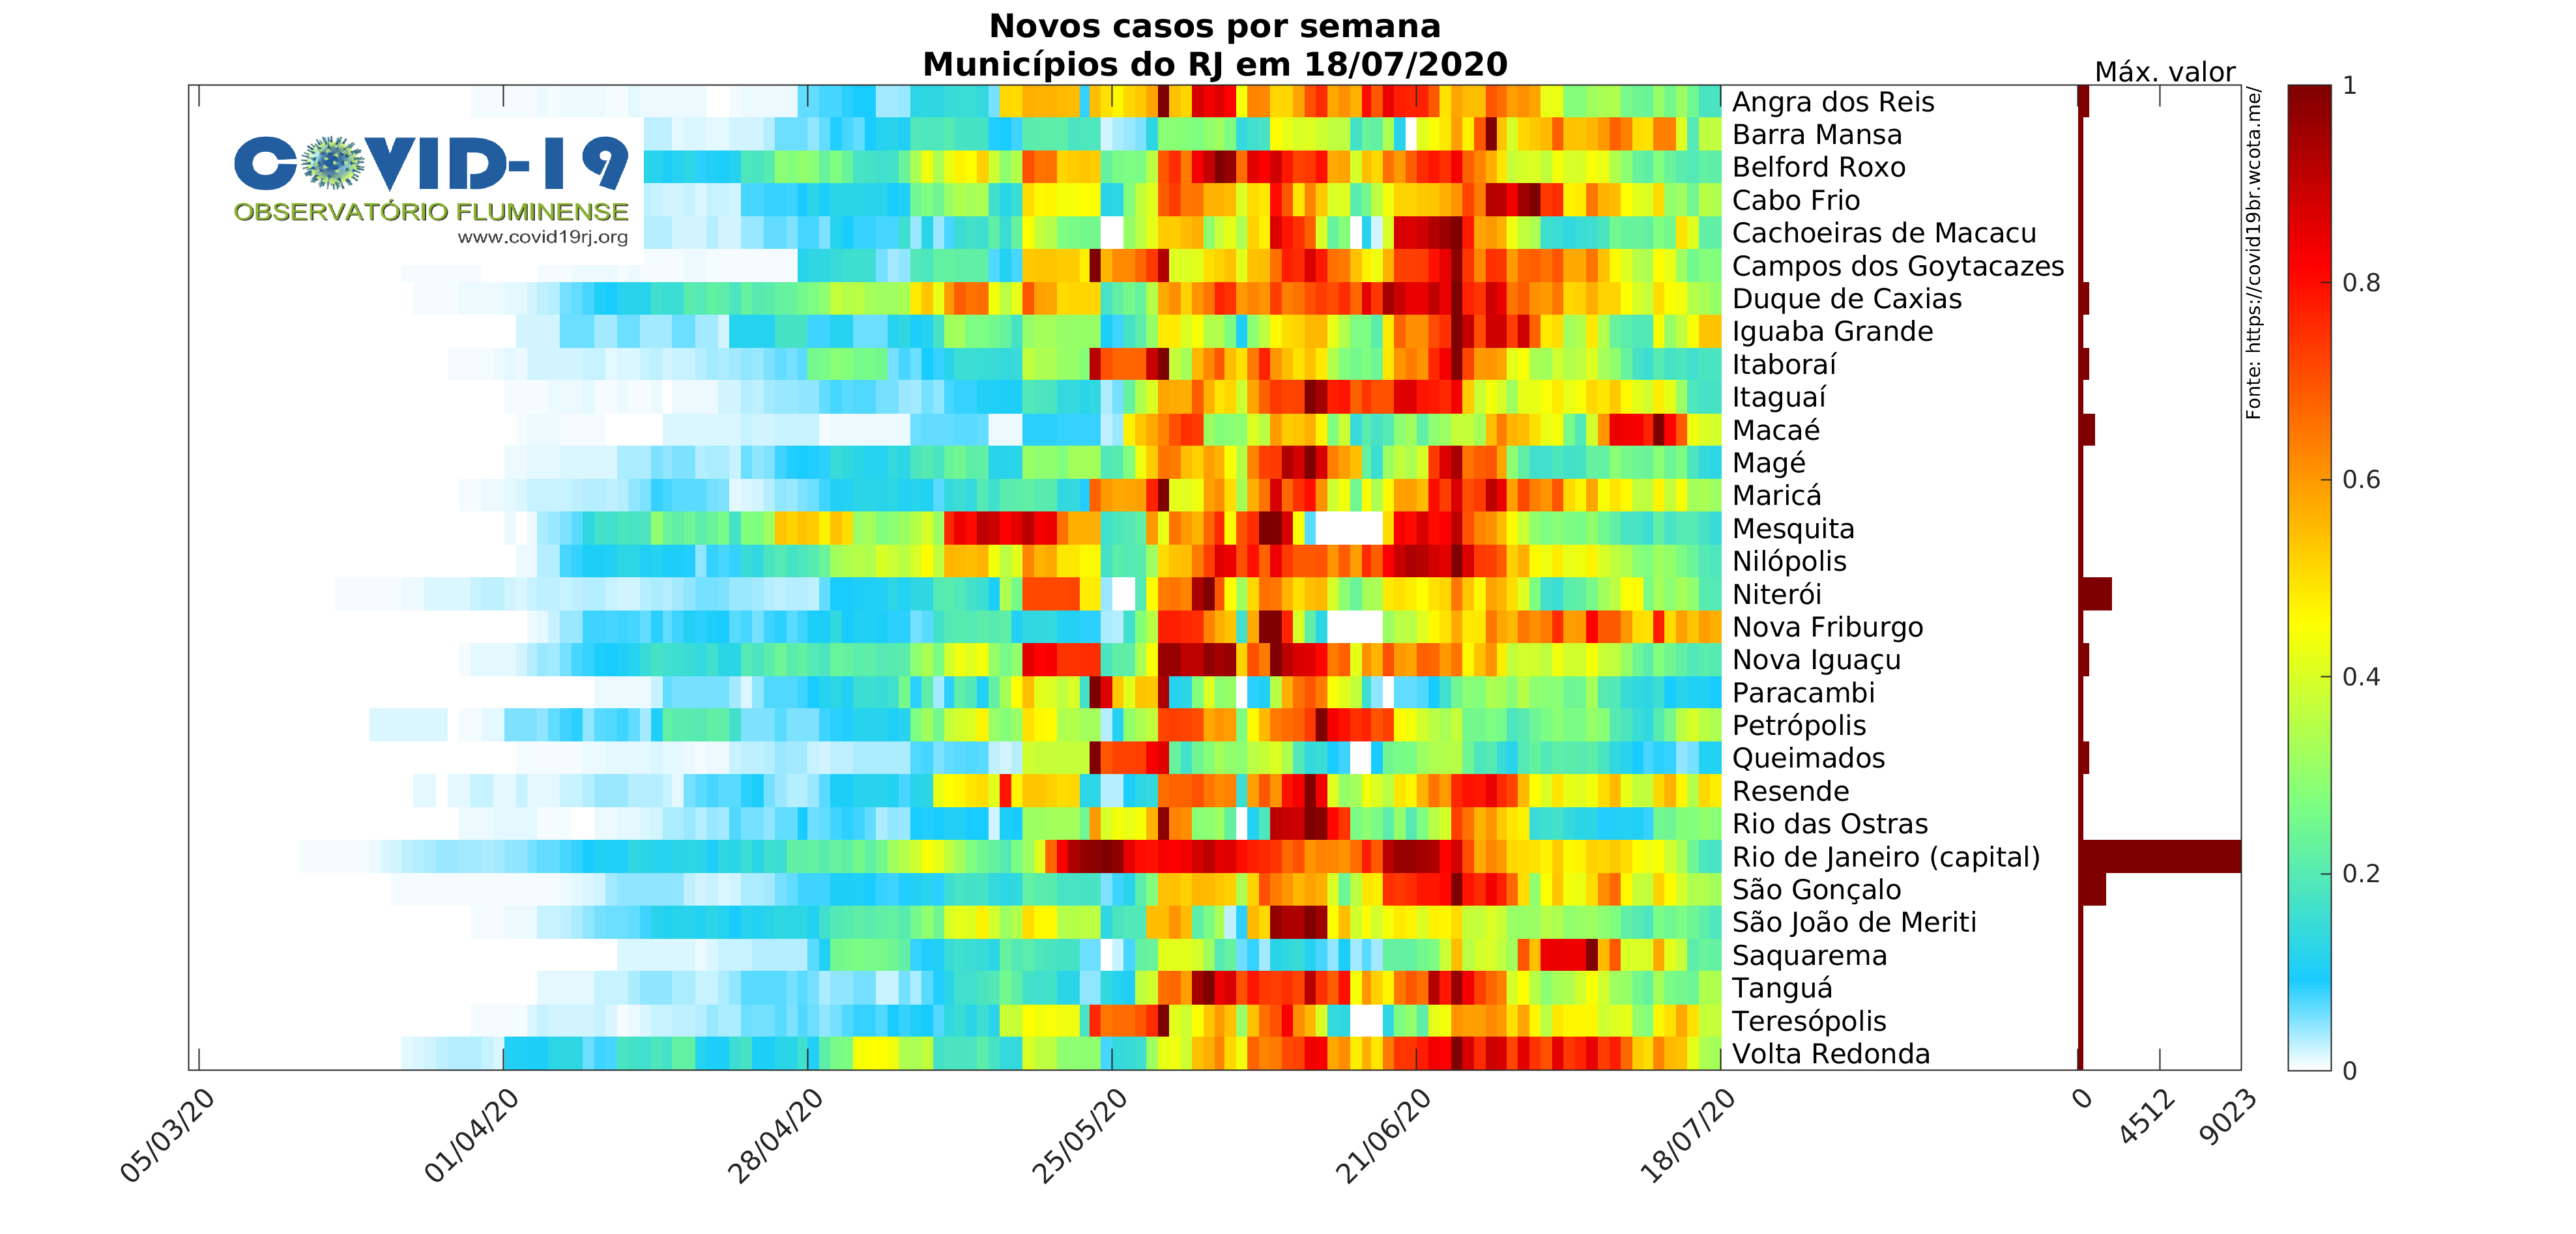 Novos casos por semana
Municípios do RJ em 18/07/2020
Máx. valor
COVID-19
OBSERVATÓRIO FLUMINENSE
www.covid19rj.org
Angra dos Reis
Barra Mansa
Belford Roxo
Cabo Frio
Cachoeiras de Macacu
Campos dos Goytacazes
Duque de Caxias
Iguaba Grande
Itaboraí
Itaguaí
Macaé
Magé
Maricá
Mesquita
Nilópolis
Niterói
Nova Friburgo
Nova Iguaçu
Paracambi
Petrópolis
Queimados
Resende
Rio das Ostras
Rio de Janeiro (capital)
São Gonçalo
São João de Meriti
Saquarema
Tanguá
Teresópolis
Volta Redonda
Fonte: https://covid19br.wcota.me/
1
0.8
0.6
0.4
0.2
0
05/03/20
01/04/20
28/04/20
25/05/20
21/06/20
18/07/20
0
4512
9023